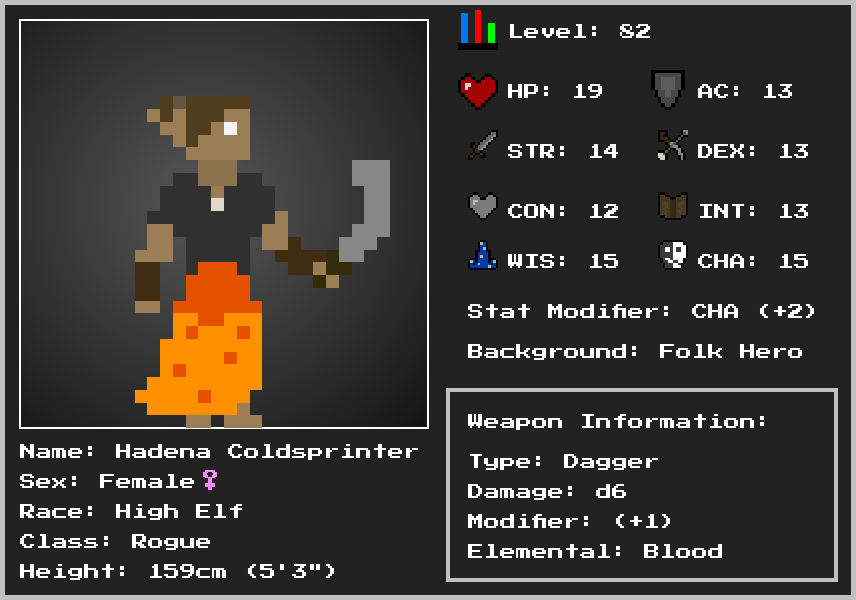 Level: 82
HP: 19
AC: 13
STR: 14
DEX: 13
CON: 12
INT: 13
WIS: 15
CHA: 15
Stat Modifier: CHA (+2)
Background: Folk Hero
Weapon Information:
Type: Dagger
Damage: d6
Modifier: (+1)
Elemental: Blood
Name: Hadena Coldsprinter
Sex: Female♀
Race: High Elf
Class: Rogue
Height: 159cm (5'3")